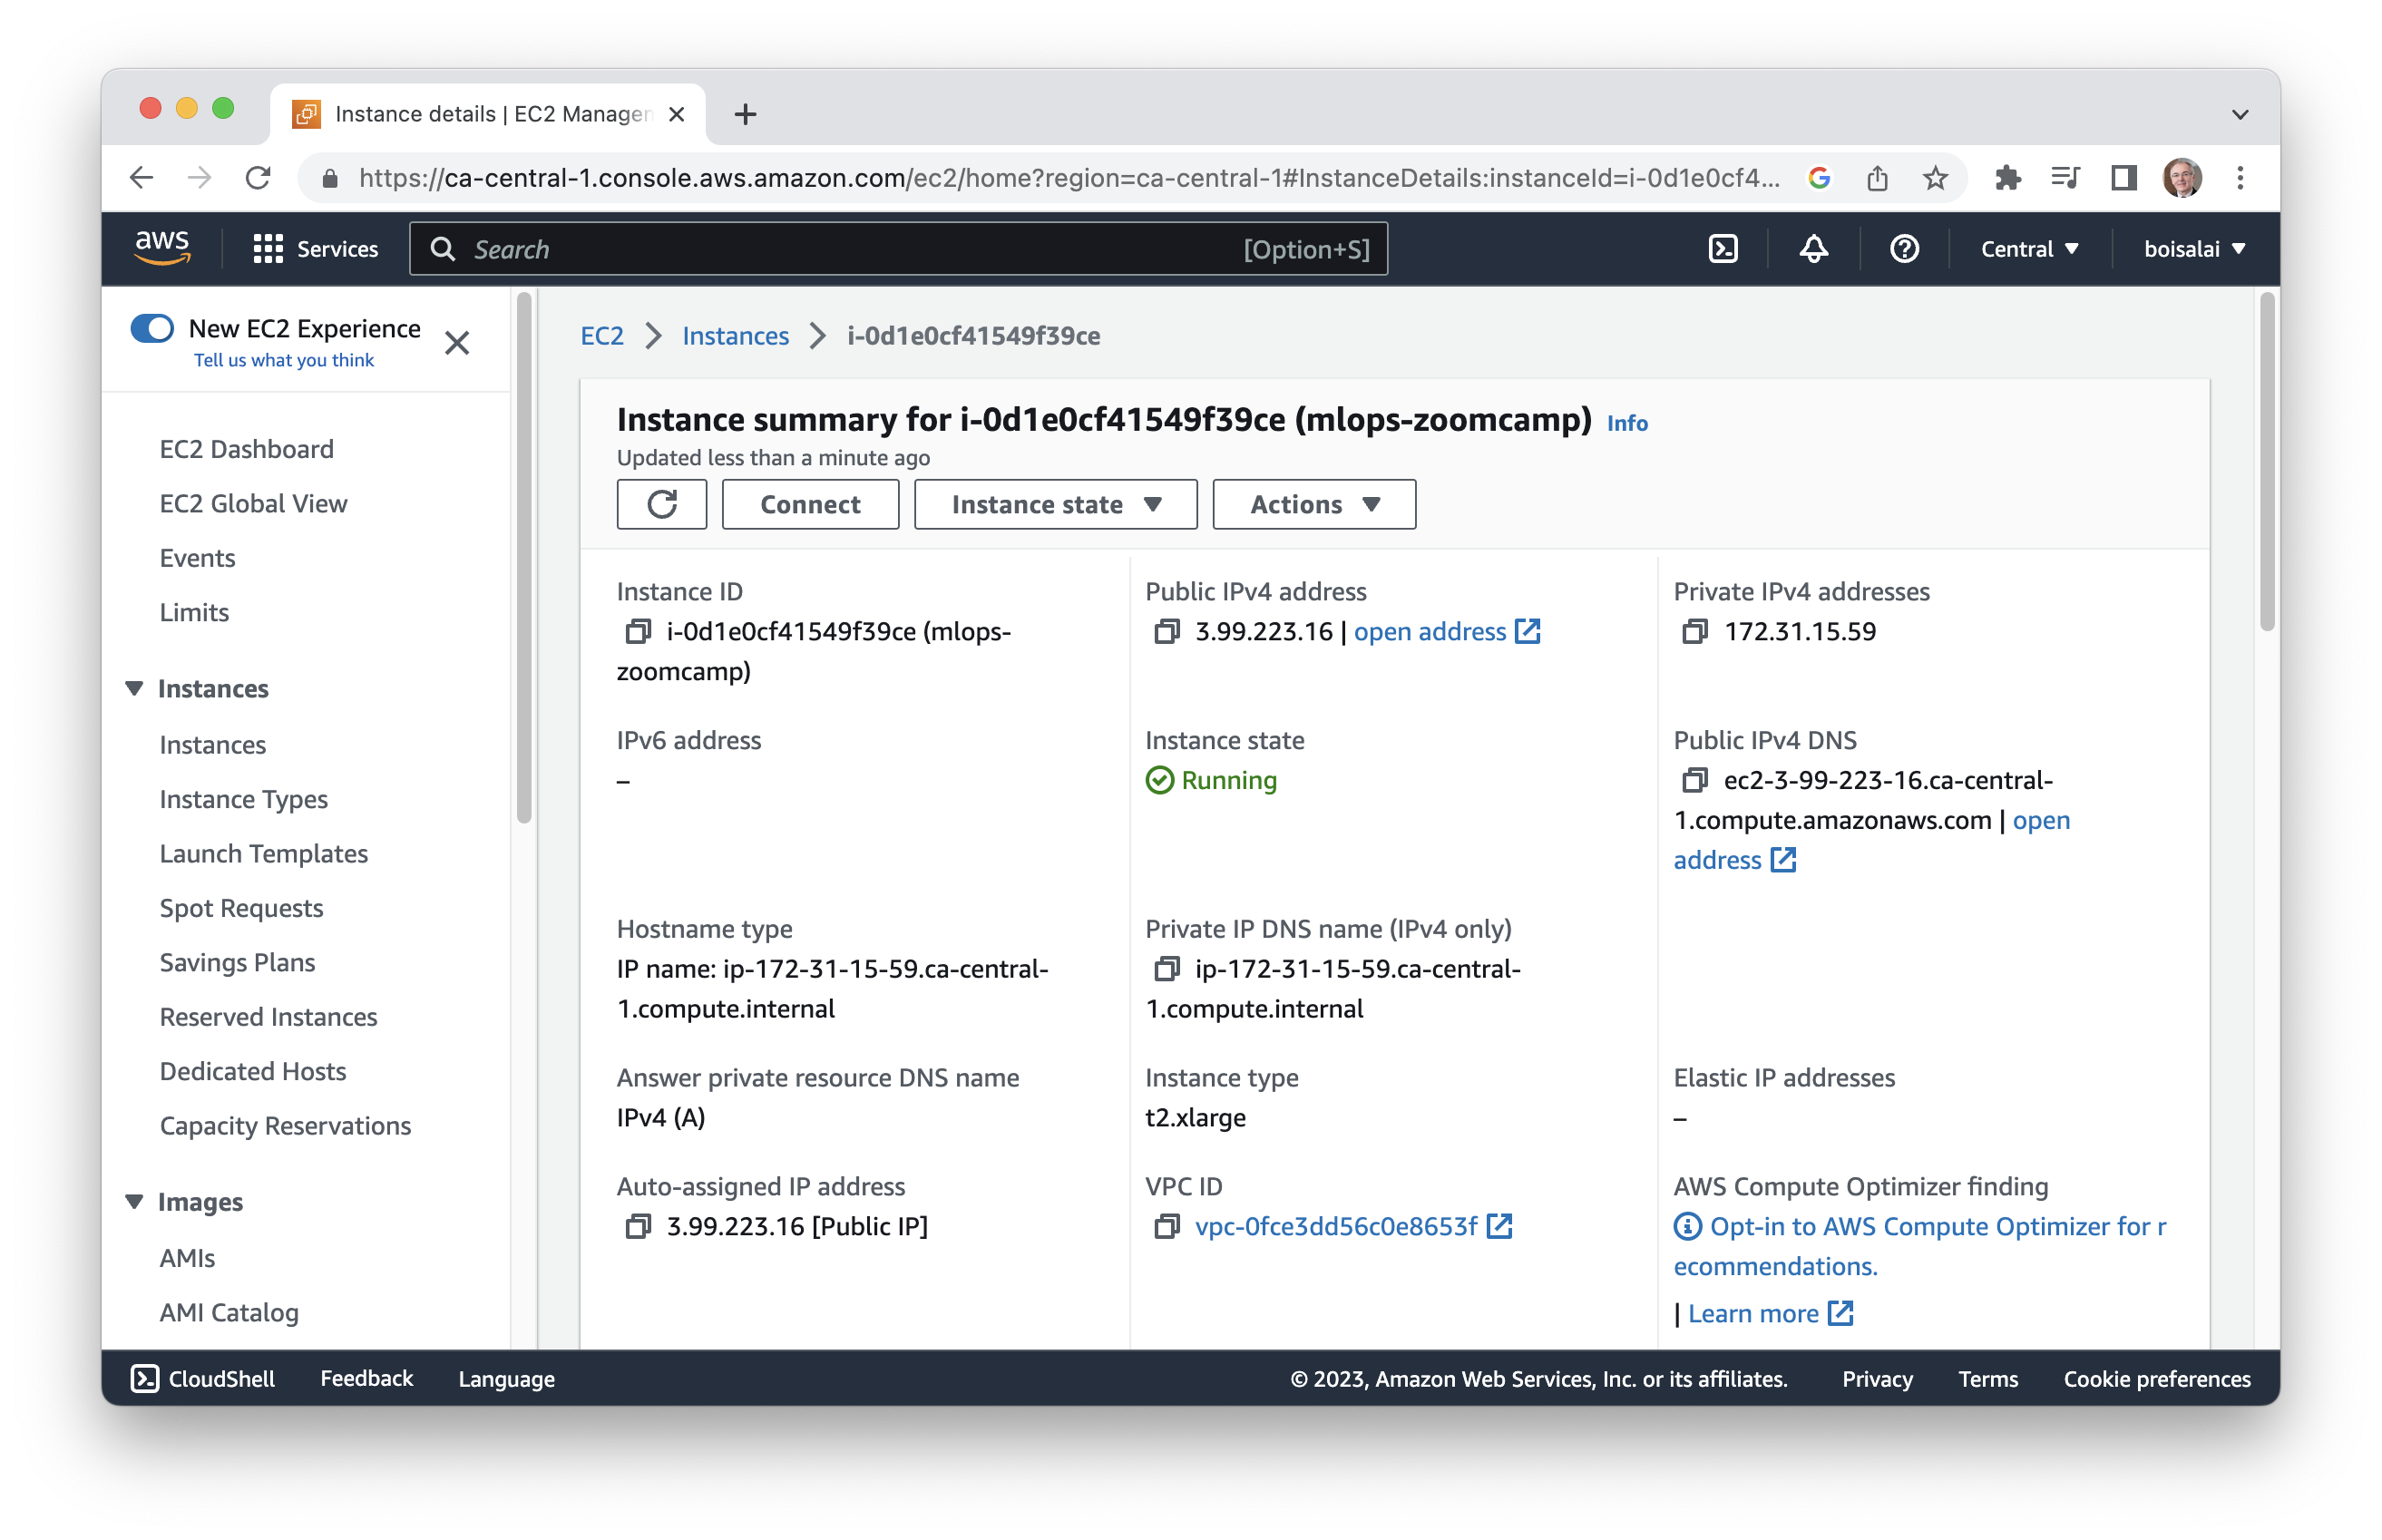 Instance details | EC2 Manage
https://ca-central-1.console.aws.amazon.com/ec2/home?region=ca-central-1#InstanceDetails:instanceId=i-0d1e0cf4...
aws
Services
Search
[Option+S]
Central
boisalai
New EC2 Experience
Tell us what you think
EC2 Dashboard
EC2 Global View
Events
Limits
Instances
Instances
Instance Types
Launch Templates
Spot Requests
Savings Plans
Reserved Instances
Dedicated Hosts
Capacity Reservations
Images
AMIs
AMI Catalog
EC2 > Instances > i-0d1e0cf41549f39ce
Instance summary for i-0d1e0cf41549f39ce (mlops-zoomcamp) Info
Updated less than a minute ago
Connect
Instance state
Actions
Instance ID
i-0d1e0cf41549f39ce (mlops-
zoomcamp)
Public IPv4 address
3.99.223.16 | open address
Private IPv4 addresses
172.31.15.59
IPv6 address
–
Instance state
Running
Public IPv4 DNS
ec2-3-99-223-16.ca-central-
1.compute.amazonaws.com | open
address
Hostname type
IP name: ip-172-31-15-59.ca-central-
1.compute.internal
Private IP DNS name (IPv4 only)
ip-172-31-15-59.ca-central-
1.compute.internal
Answer private resource DNS name
IPv4 (A)
Instance type
t2.xlarge
Elastic IP addresses
–
Auto-assigned IP address
3.99.223.16 [Public IP]
VPC ID
vpc-0fce3dd56c0e8653f
AWS Compute Optimizer finding
Opt-in to AWS Compute Optimizer for r
ecommendations.
| Learn more
CloudShell
Feedback
Language
© 2023, Amazon Web Services, Inc. or its affiliates.
Privacy
Terms
Cookie preferences